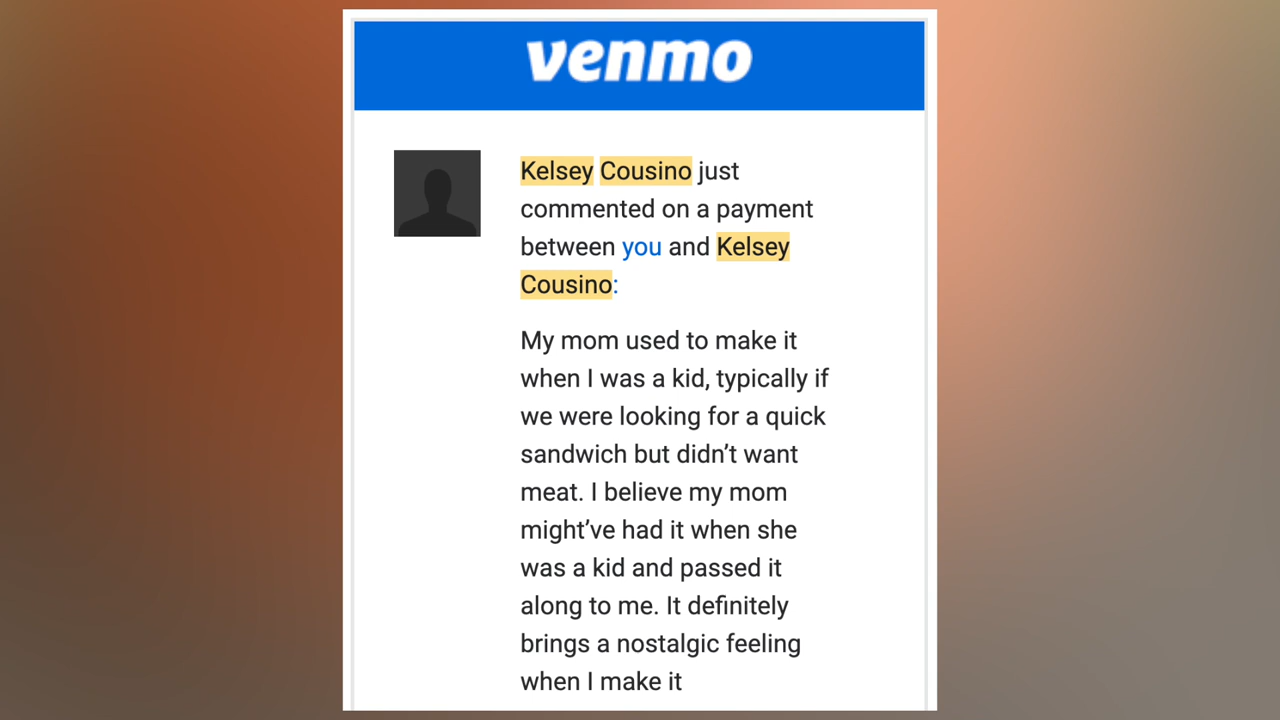 venmo
Kelsey Cousino just
commented on a payment
between you and Kelsey
Cousino:
My mom used to make it
when I was a kid, typically if
we were looking for a quick
sandwich but didn’t want
meat. I believe my mom
might’ve had it when she
was a kid and passed it
along to me. It definitely
brings a nostalgic feeling
when I make it